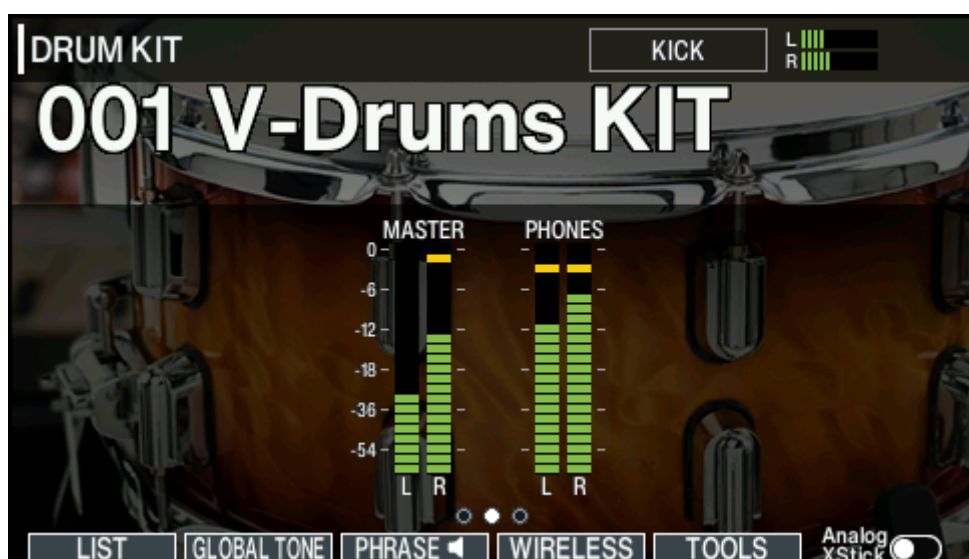 DRUM KIT
KICK
L
R
001 V-Drums KIT
MASTER PHONES
0
-6
-12
-18
-36
-54
L R L R
LIST GLOBAL TONE PHRASE WIRELESS TOOLS Analog
XStick